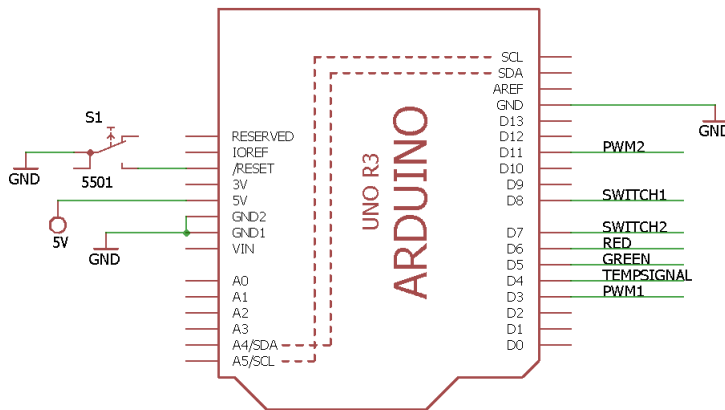 S1
GND
5501
5V
GND
RESERVED
IOREF
/RESET
3V
5V
GND2
GND1
VIN
A0
A1
A2
A3
A4/SDA
A5/SCL
UNO R3
ARDUINO
SCL
SDA
AREF
GND
D13
D12
D11
D10
D9
D8
D7
D6
D5
D4
D3
D2
D1
D0
GND
PWM2
SWITCH1
SWITCH2
RED
GREEN
TEMPSIGNAL
PWM1